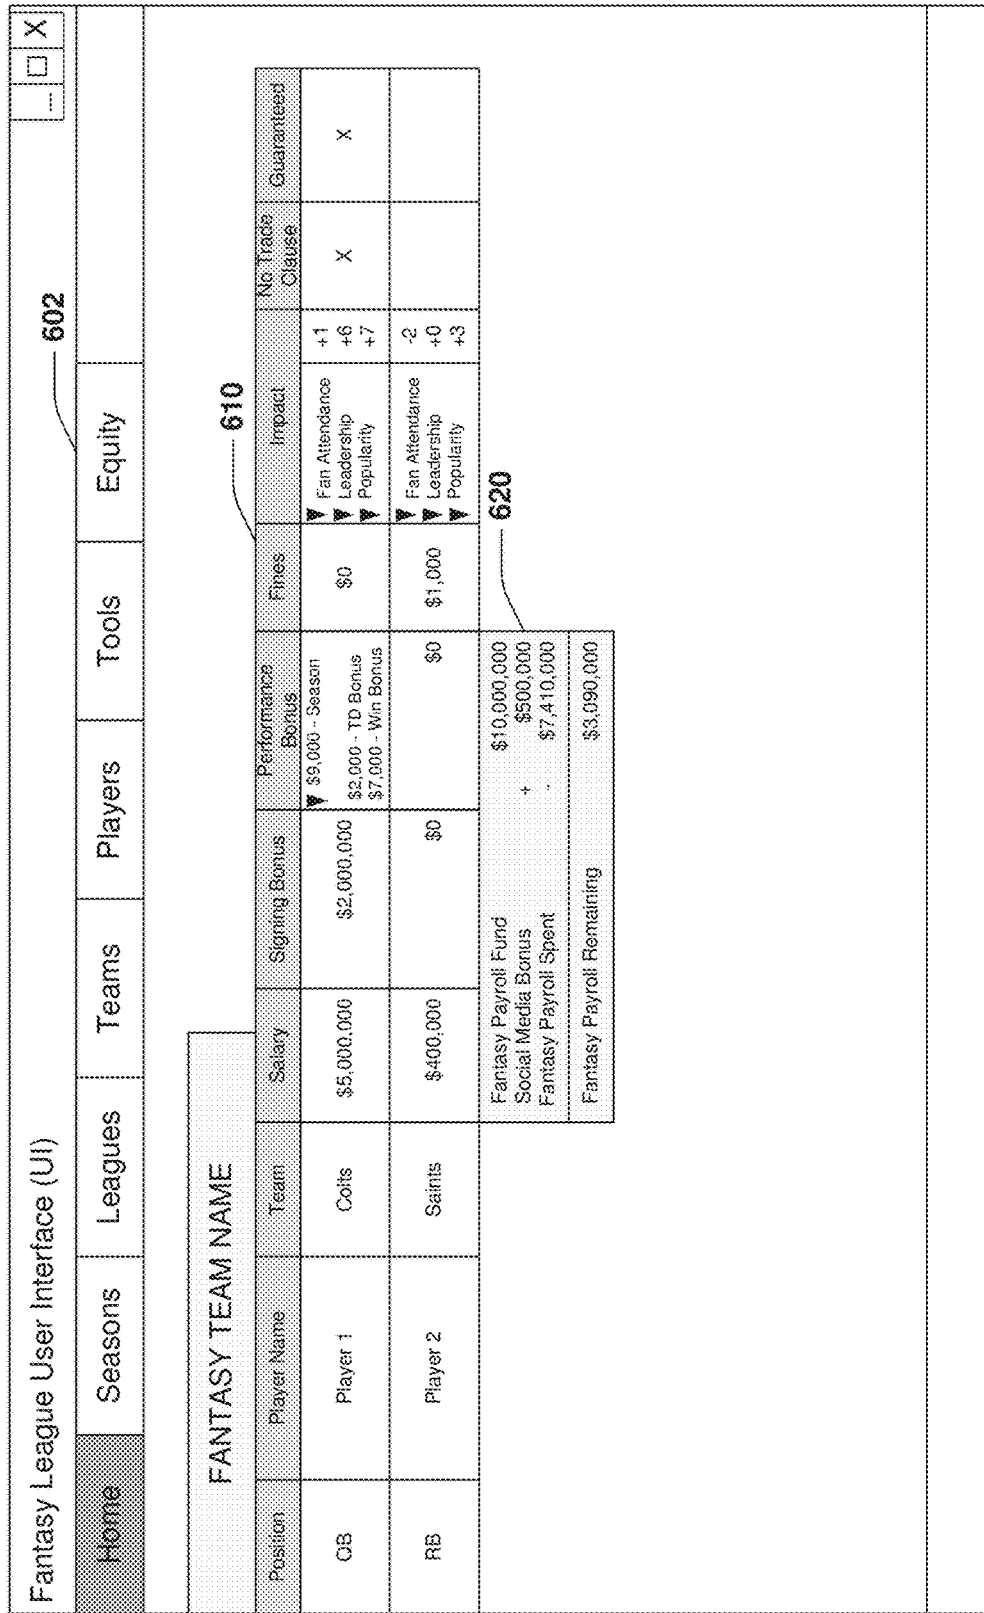 Fantasy League User Interface (UI)
_ □ X
602
Home Seasons Leagues Teams Players Tools Equity
FANTASY TEAM NAME
610
Position Player Name Team Salary Signing Bonus Performance Bonus Fines Impact No Trade Clause Guaranteed
QB Player 1 Colts $5,000,000 $2,000,000 ▼ $9,000 - Season $0 ▼ Fan Attendance +1 X X
$2,000 - TD Bonus ▼ Leadership +6
$7,000 - Win Bonus ▼ Popularity +7
RB Player 2 Saints $400,000 $0 $0 $1,000 ▼ Fan Attendance -2
▼ Leadership +0
▼ Popularity +3
620
Fantasy Payroll Fund $10,000,000
Social Media Bonus + $500,000
Fantasy Payroll Spent - $7,410,000
Fantasy Payroll Remaining $3,090,000